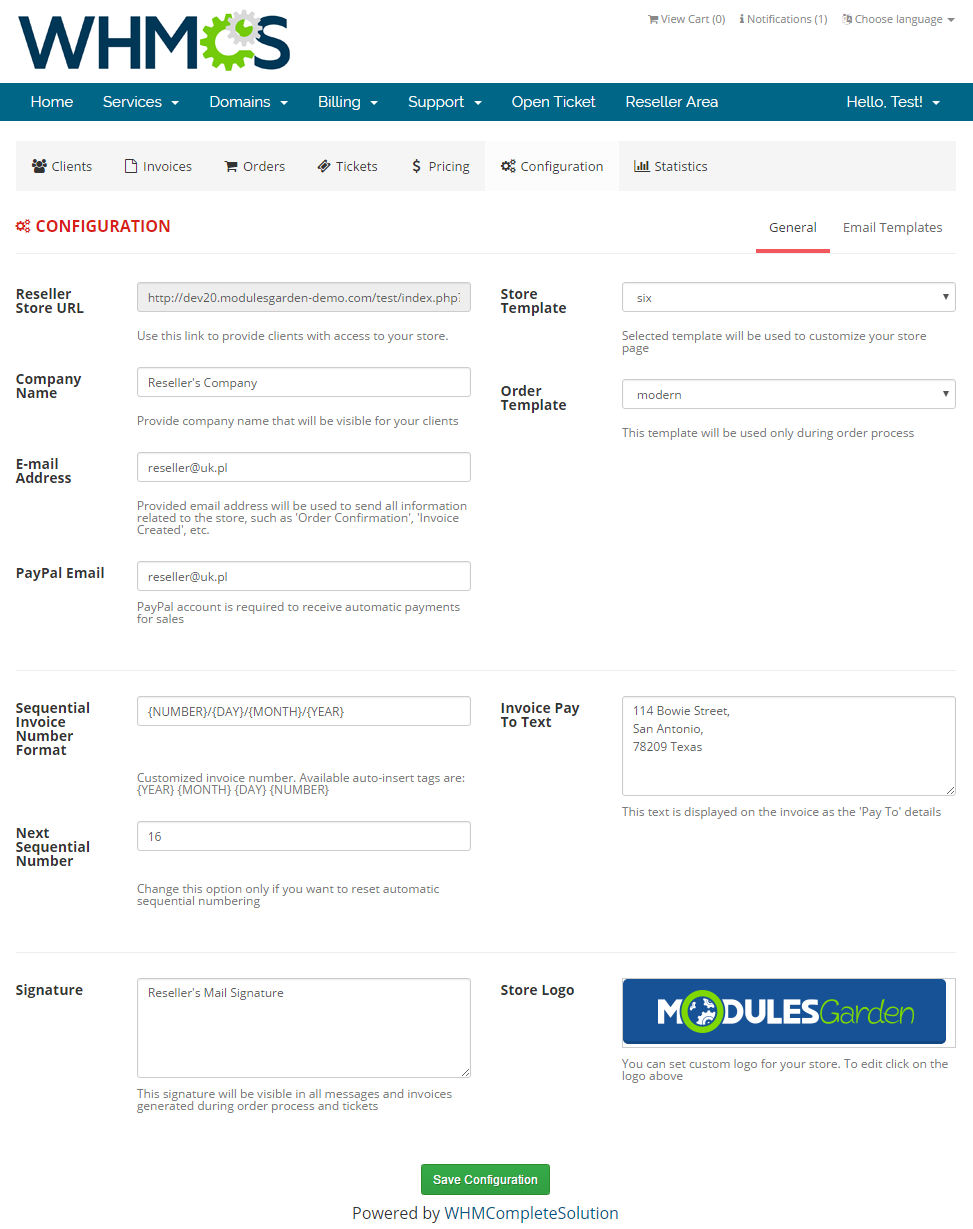 WHMCS
View Cart (0) Notifications (1) Choose language
Home Services Domains Billing Support Open Ticket Reseller Area Hello, Test!
Clients Invoices Orders Tickets $ Pricing Configuration Statistics
CONFIGURATION
General Email Templates
Reseller
Store URL
http://dev20.modulesgarden-demo.com/test/index.php?
Use this link to provide clients with access to your store.
Company
Name
Reseller's Company
Provide company name that will be visible for your clients
E-mail
Address
reseller@uk.pl
Provided email address will be used to send all information
related to the store, such as 'Order Confirmation', 'Invoice
Created', etc.
PayPal Email
reseller@uk.pl
PayPal account is required to receive automatic payments
for sales
Store
Template
six
Selected template will be used to customize your store
page
Order
Template
modern
This template will be used only during order process
Sequential
Invoice
Number
Format
{NUMBER}/{DAY}/{MONTH}/{YEAR}
Customized invoice number. Available auto-insert tags are:
{YEAR} {MONTH} {DAY} {NUMBER}
Next
Sequential
Number
16
Change this option only if you want to reset automatic
sequential numbering
Invoice Pay
To Text
114 Bowie Street,
San Antonio,
78209 Texas
This text is displayed on the invoice as the 'Pay To' details
Signature
Reseller's Mail Signature
This signature will be visible in all messages and invoices
generated during order process and tickets
Store Logo
MODULESGarden
You can set custom logo for your store. To edit click on the
logo above
Save Configuration
Powered by WHMCompleteSolution